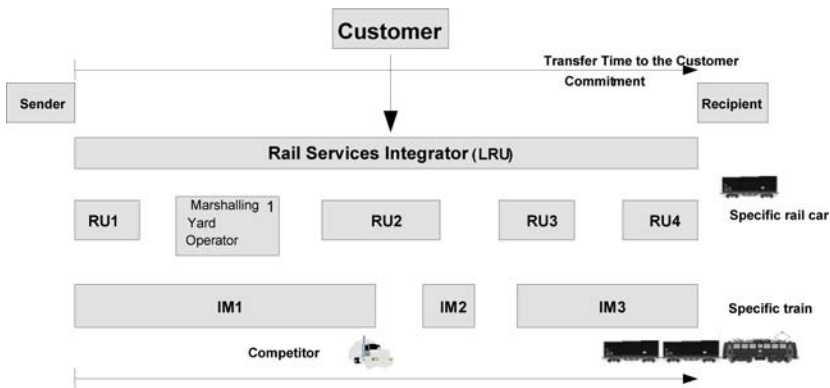 Customer
Transfer Time to the Customer
Commitment
Sender
Recipient
Rail Services Integrator (LRU)
RU1
Marshalling 1
Yard
Operator
RU2
RU3
RU4
Specific rail car
IM1
IM2
IM3
Specific train
Competitor